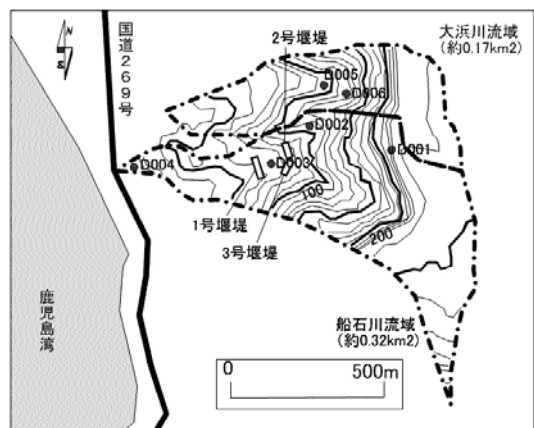 国道269号
N
S
2号堰堤
大浜川流域
(約0.17km2)
D005
D006
D002
D001
D004
D003
100
1号堰堤
3号堰堤
200
鹿児島湾
船石川流域
(約0.32km2)
0
500m